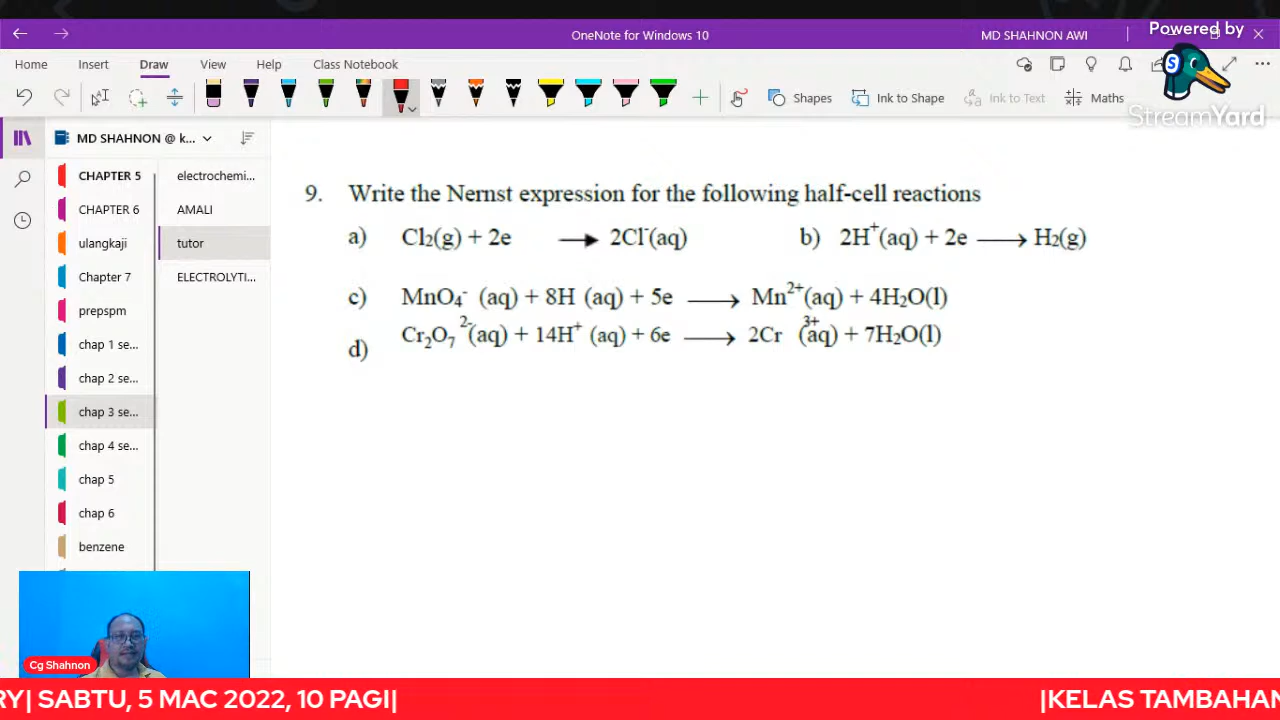 OneNote for Windows 10
MD SHAHNON AWI
Powered by
StreamYard
Home Insert Draw View Help Class Notebook
Shapes Ink to Shape Ink to Text Maths
MD SHAHNON @ k...
CHAPTER 5
CHAPTER 6
ulangkaji
Chapter 7
prepspm
chap 1 se...
chap 2 se...
chap 3 se...
chap 4 se...
chap 5
chap 6
benzene
electrochemi...
AMALI
tutor
ELECTROLYTI...
9. Write the Nernst expression for the following half-cell reactions
a) Cl₂(g) + 2e ⟶ 2Cl⁻(aq) b) 2H⁺(aq) + 2e ⟶ H₂(g)
c) MnO₄⁻ (aq) + 8H (aq) + 5e ⟶ Mn²⁺(aq) + 4H₂O(l)
d) Cr₂O₇²⁻(aq) + 14H⁺ (aq) + 6e ⟶ 2Cr³⁺(aq) + 7H₂O(l)
Cg Shahnon
RY| SABTU, 5 MAC 2022, 10 PAGI| |KELAS TAMBAHAN